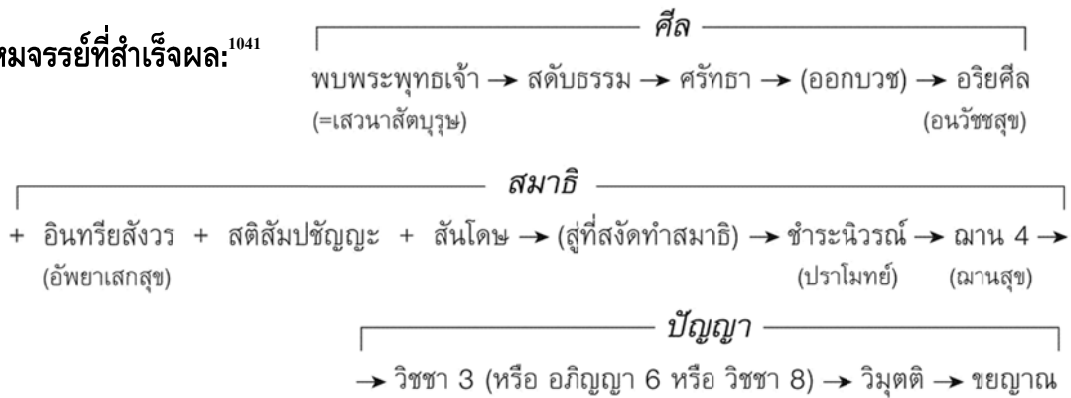 ศีล
หมจรรย์ที่สำเร็จผล:1041
พบพระพุทธเจ้า → สดับธรรม → ศรัทธา → (ออกบวช) → อริยศีล
(=เสวนาสัตบุรุษ) (อนวัชชสุข)
สมาธิ
+ อินทรียสังวร + สติสัมปชัญญะ + สันโดษ → (สู่ที่สงัดทำสมาธิ) → ชำระนิวรณ์ → ฌาน 4 →
(อัพยาเสกสุข) (ปราโมทย์) (ฌานสุข)
ปัญญา
→ วิชชา 3 (หรือ อภิญญา 6 หรือ วิชชา 8) → วิมุตติ → ขยญาณ